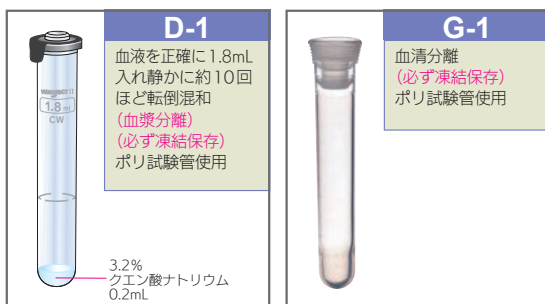 D-1
血液を正確に1.8mL
入れ静かに約10回
ほど転倒混和
(血漿分離)
(必ず凍結保存)
ポリ試験管使用
1.8 ml
CW
3.2%
クエン酸ナトリウム
0.2mL
G-1
血清分離
(必ず凍結保存)
ポリ試験管使用